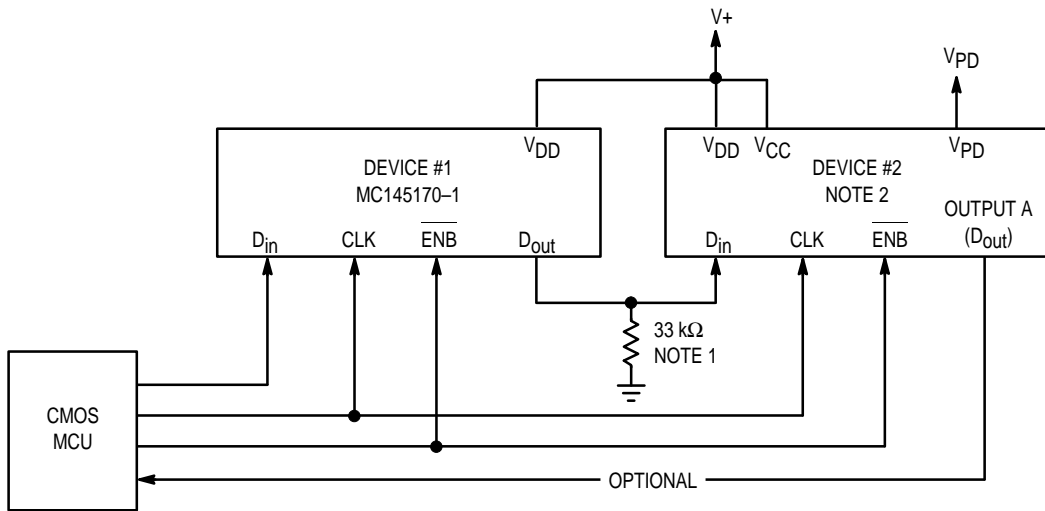 V+
VPD
VDD
VDD VCC VPD
DEVICE #1
MC145170–1
DEVICE #2
NOTE 2
OUTPUT A
(Dout)
Din CLK ENB Dout
Din CLK ENB
33 kΩ
NOTE 1
CMOS
MCU
OPTIONAL